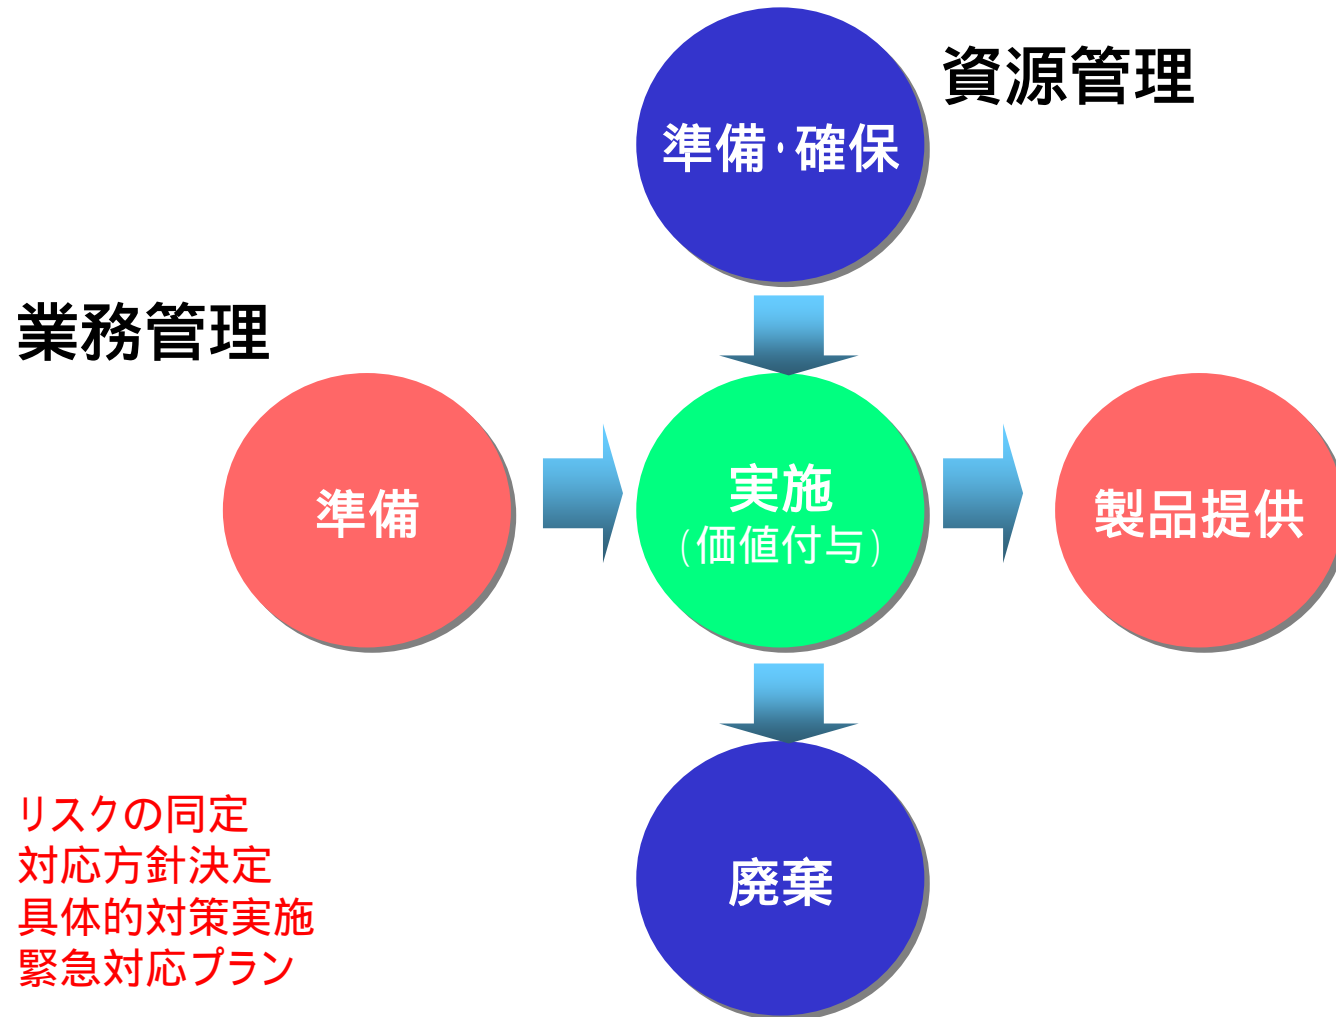 資源管理
準備・確保
業務管理
準備
実施
(価値付与)
製品提供
廃棄
リスクの同定
対応方針決定
具体的対策実施
緊急対応プラン